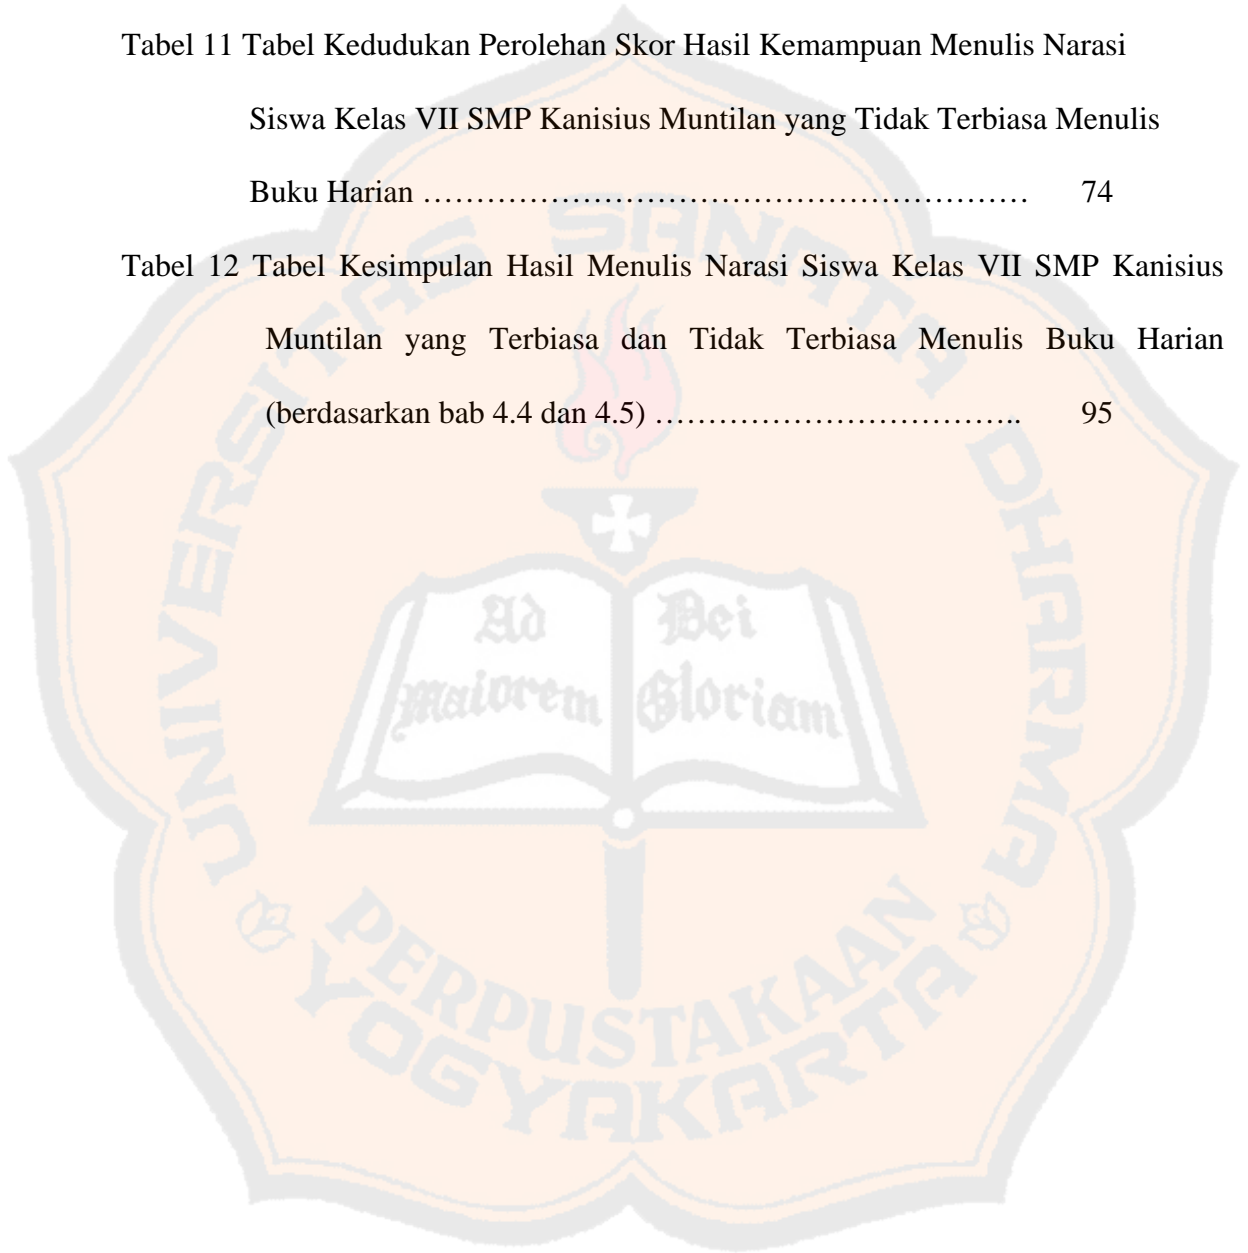 Tabel 11 Tabel Kedudukan Perolehan Skor Hasil Kemampuan Menulis Narasi
Siswa Kelas VII SMP Kanisius Muntilan yang Tidak Terbiasa Menulis
Buku Harian ………………………………………………… 74
Tabel 12 Tabel Kesimpulan Hasil Menulis Narasi Siswa Kelas VII SMP Kanisius
Muntilan yang Terbiasa dan Tidak Terbiasa Menulis Buku Harian
(berdasarkan bab 4.4 dan 4.5) …………………………….. 95
UNIVERSITAS SANATA DHARMA
Ad Dei
Maiorem Gloriam
PERPUSTAKAAN
YOGYAKARTA